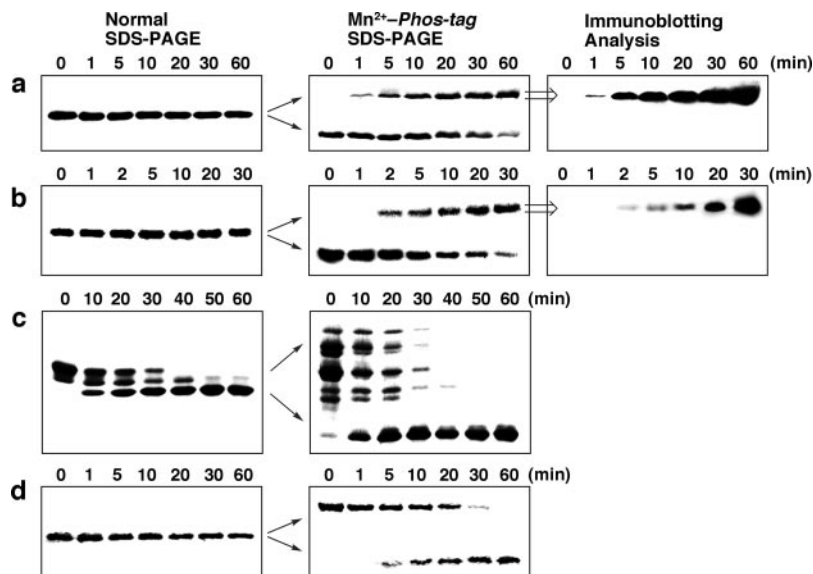 Normal
SDS-PAGE
Mn²⁺–Phos-tag
SDS-PAGE
Immunoblotting
Analysis
0 1 5 10 20 30 60
0 1 5 10 20 30 60
0 1 5 10 20 30 60 (min)
a
0 1 2 5 10 20 30
0 1 2 5 10 20 30
0 1 2 5 10 20 30 (min)
b
0 10 20 30 40 50 60
0 10 20 30 40 50 60 (min)
c
0 1 5 10 20 30 60
0 1 5 10 20 30 60 (min)
d